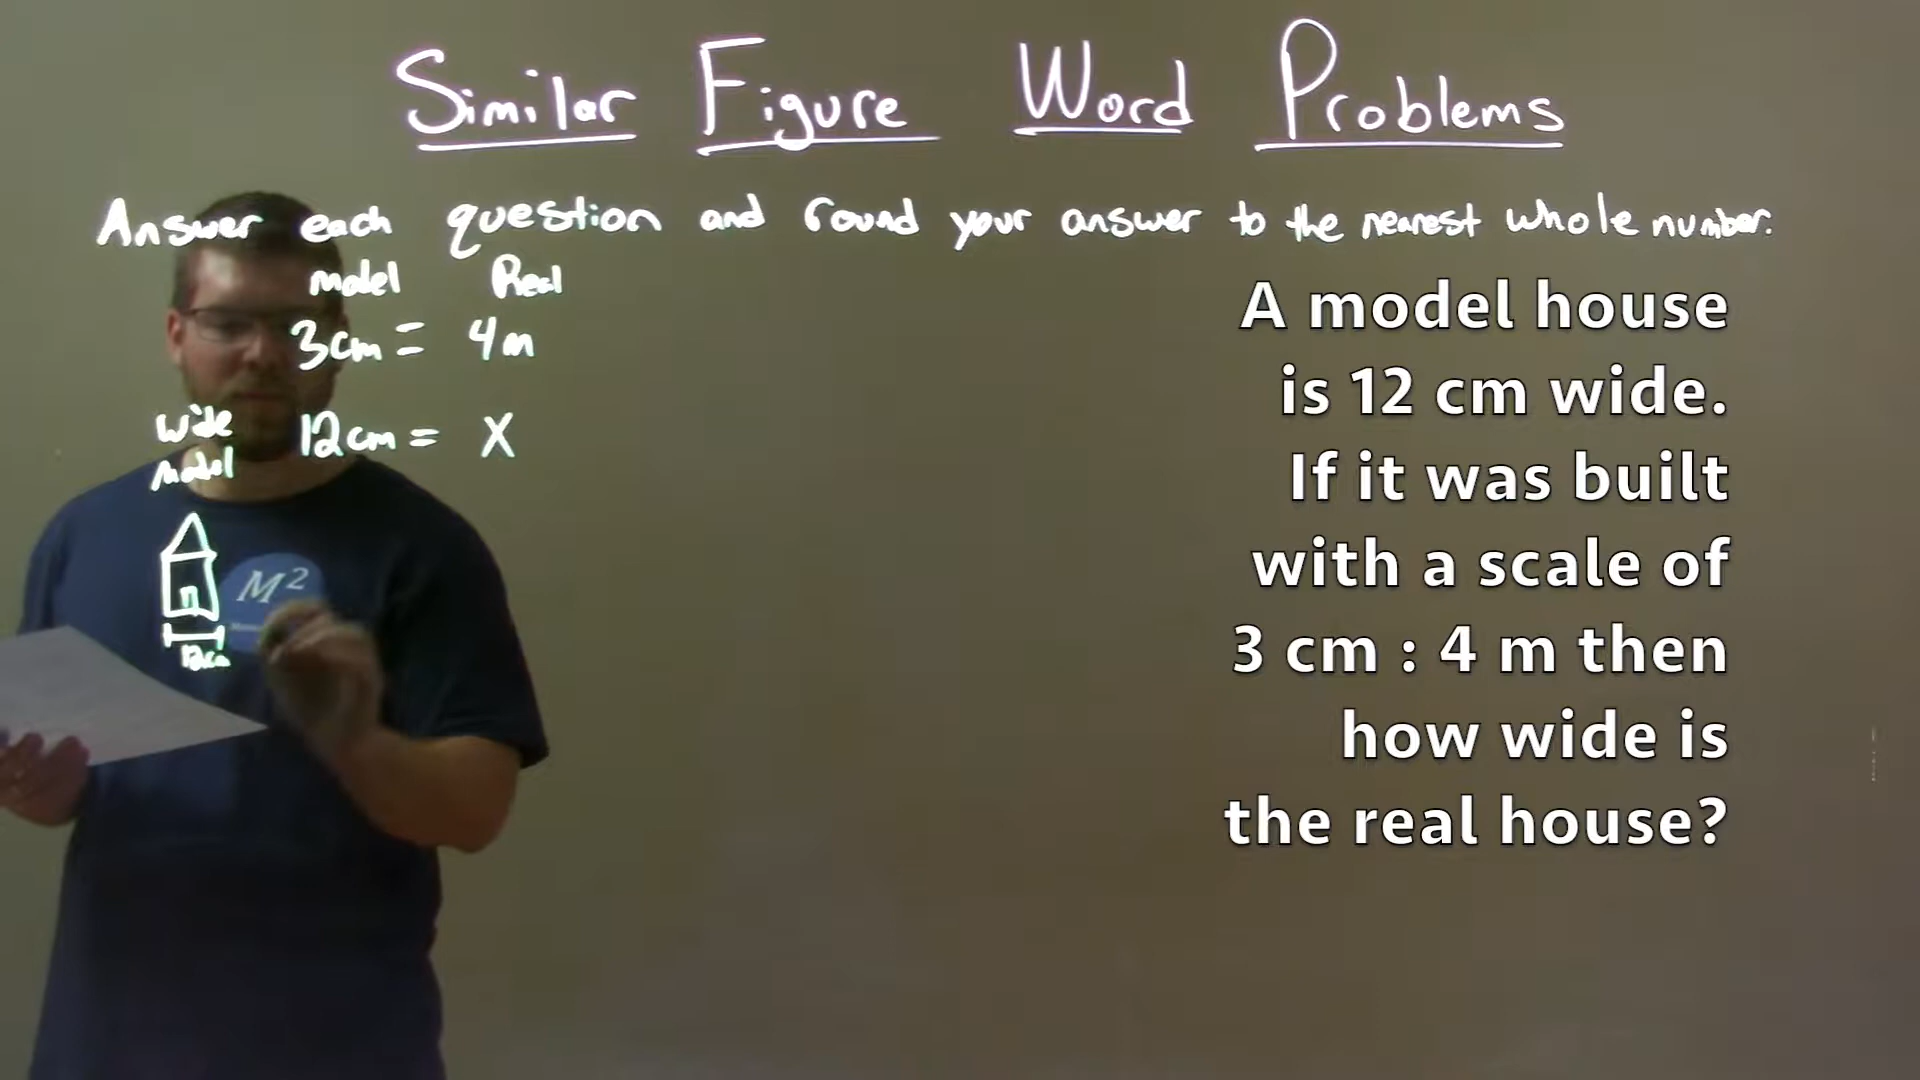 Similar Figure Word Problems
Answer each question and round your answer to the nearest whole number.
model Real
3cm = 4m
wide model 12cm = X
12cm
M²
A model house
is 12 cm wide.
If it was built
with a scale of
3 cm : 4 m then
how wide is
the real house?